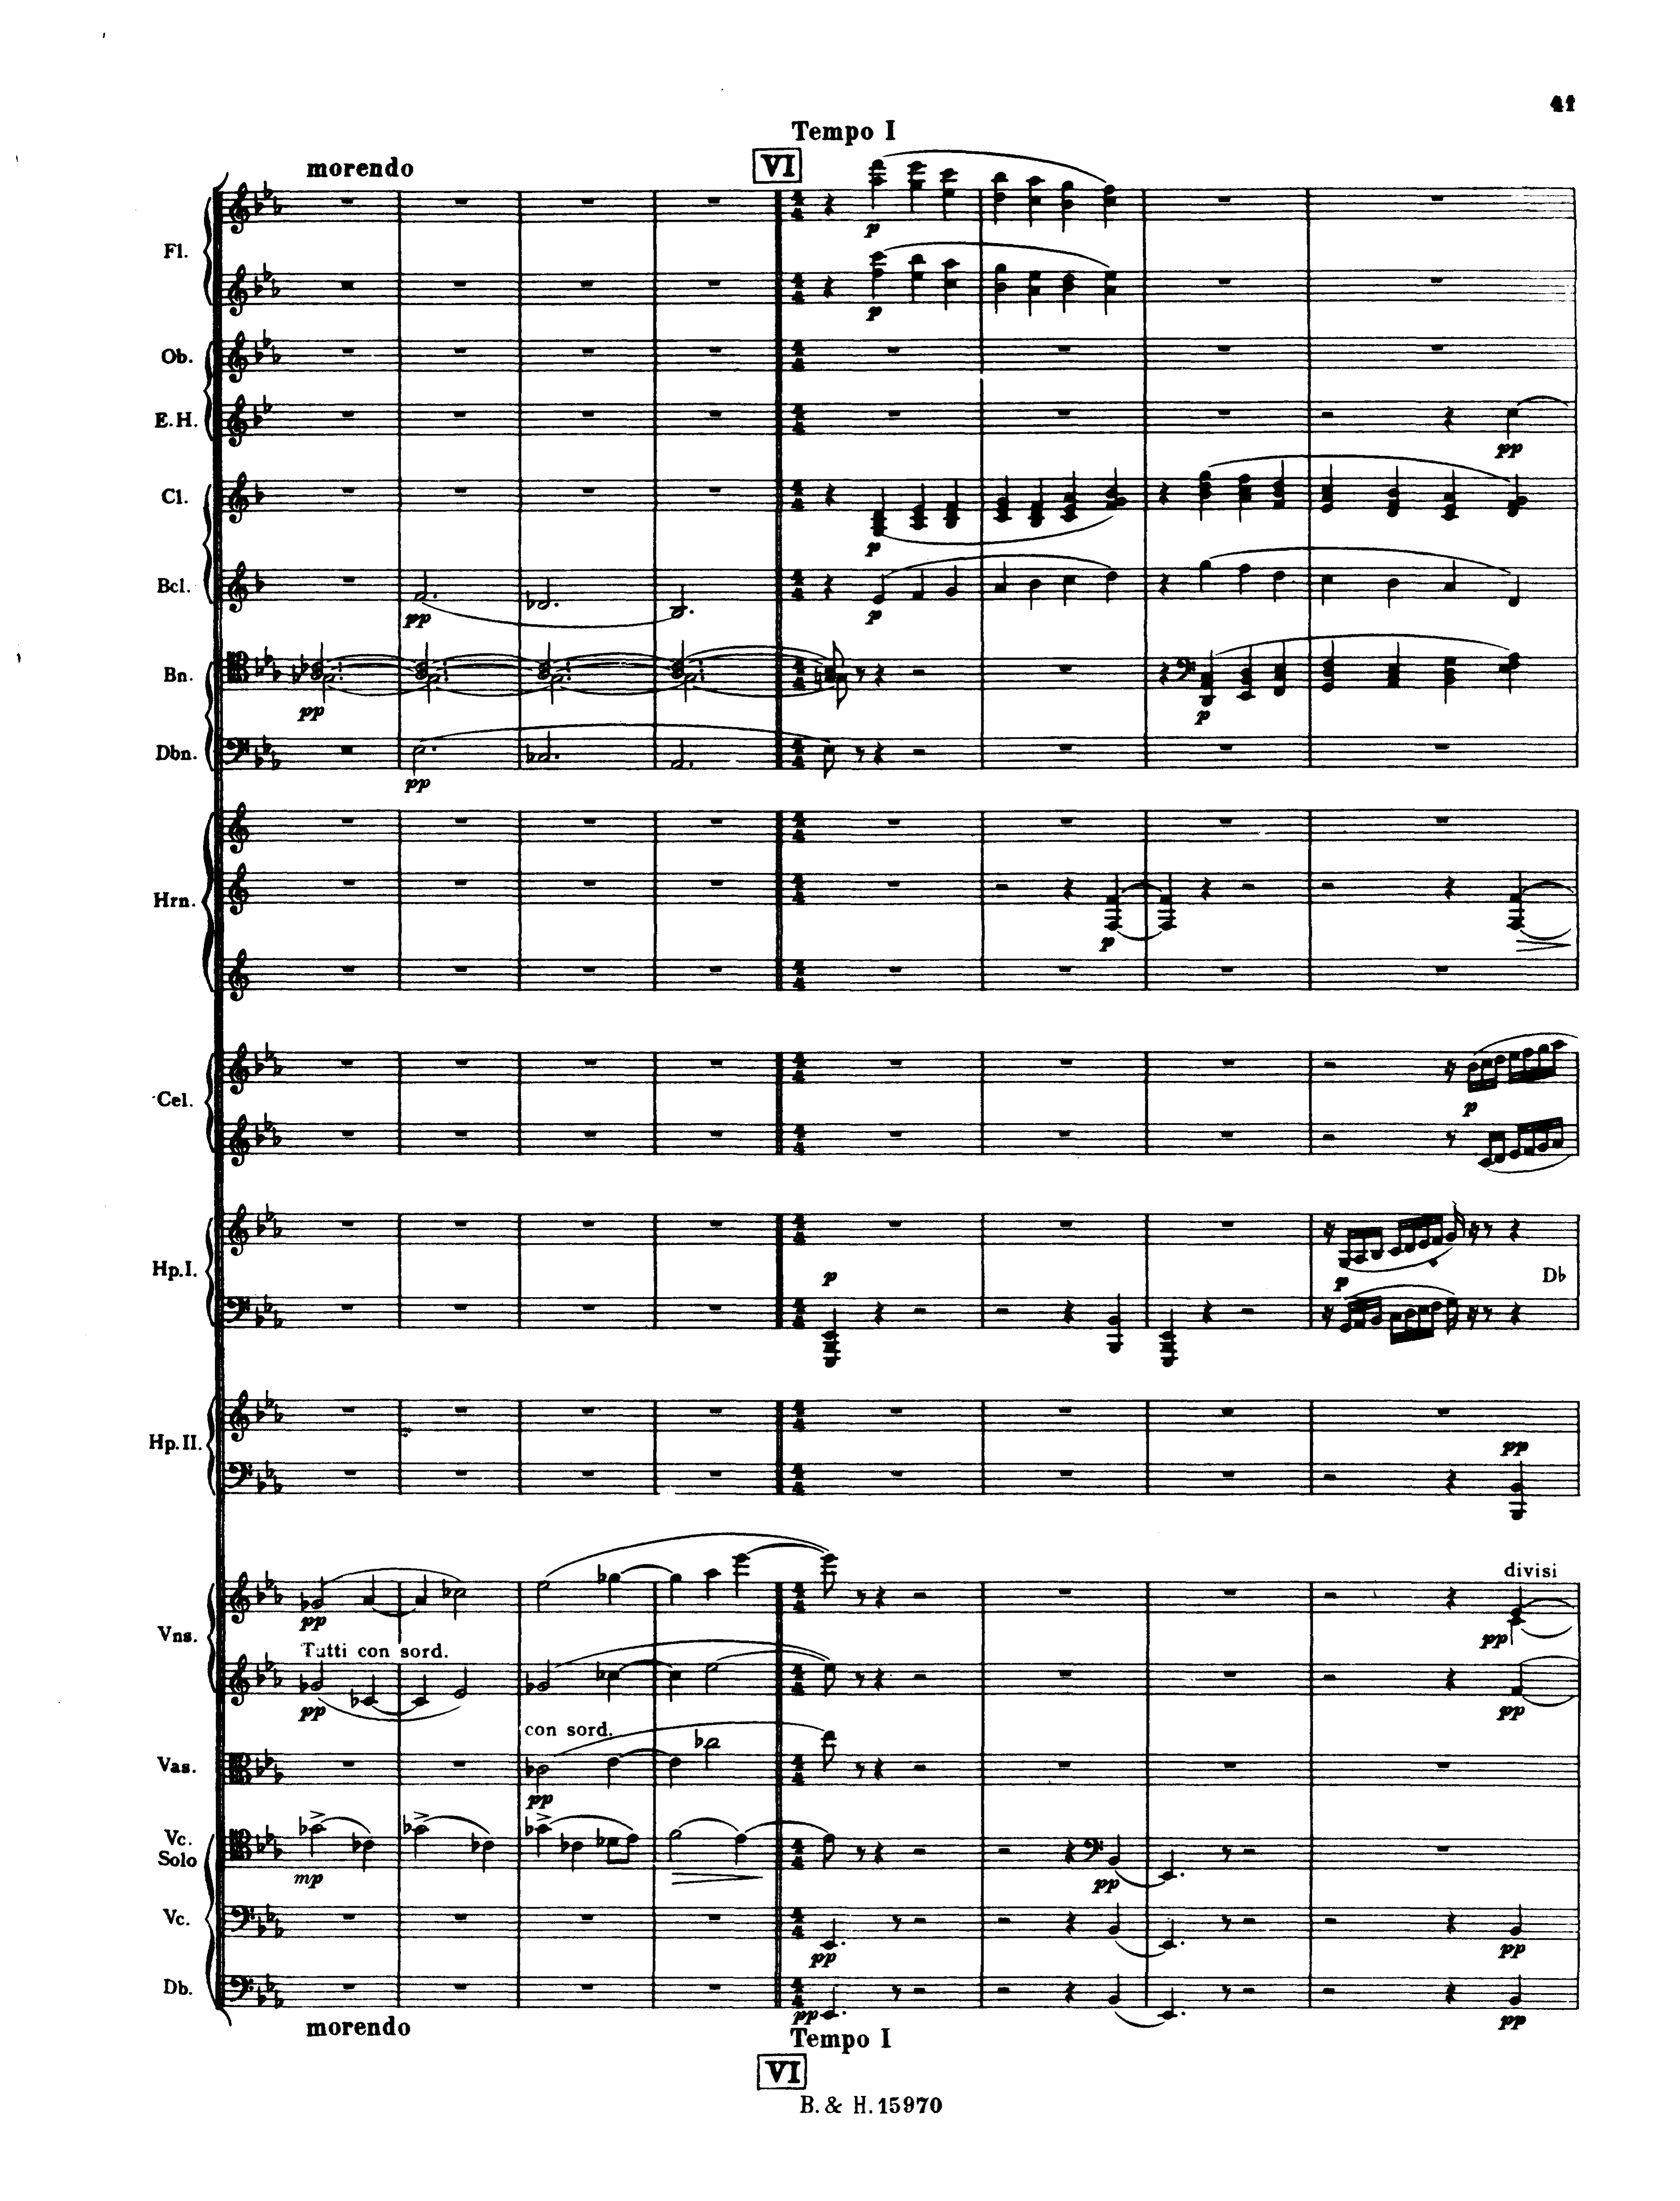 41
Tempo I
VI
morendo
Fl.
p
p
Ob.
E.H.
pp
Cl.
p
Bcl.
pp
p
Bn.
pp
p
Dbn.
pp
Hrn.
p
Cel.
p
Hp.I.
p
p
D♭
Hp.II.
pp
divisi
pp
pp
Vns.
Tutti con sord.
pp
pp
con sord.
Vas.
pp
Vc.
Solo
mp
pp
Vc.
pp
pp
Db.
pp
pp
morendo
Tempo I
VI
B. & H. 15970